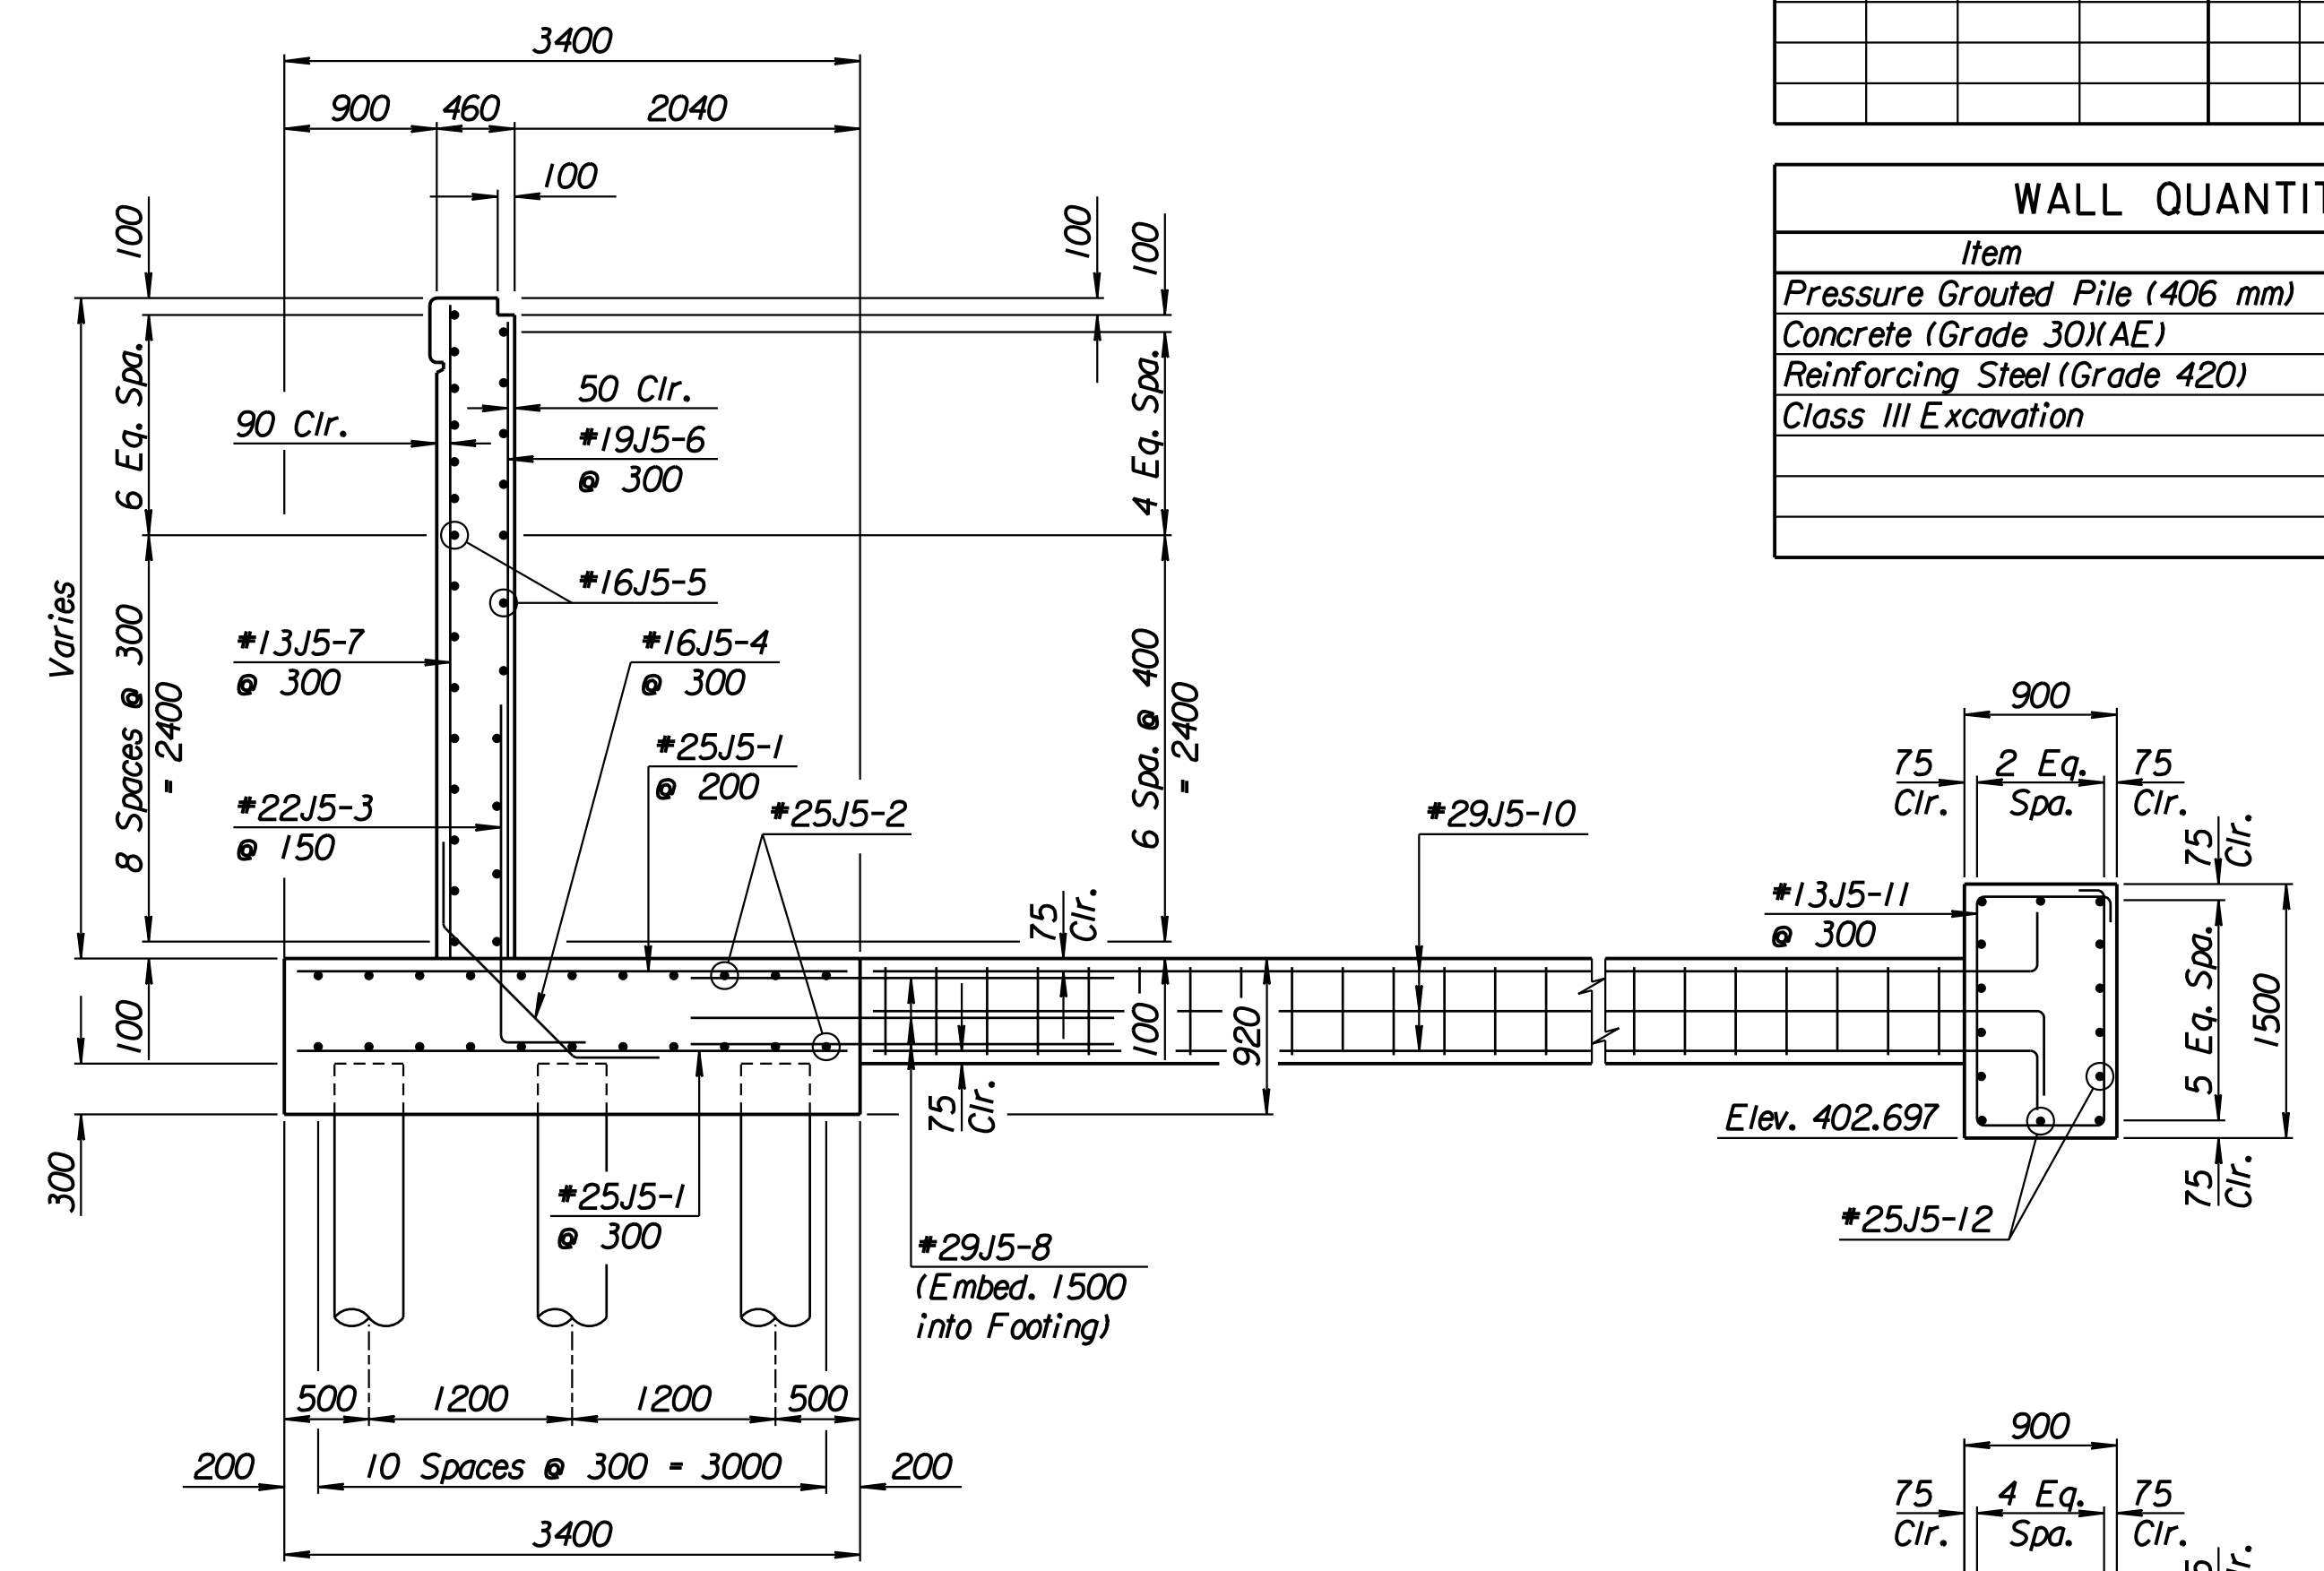 3400
900 460 2040
100
100
100
100
6 Eq. Spa.
4 Eq. Spa.
50 Clr.
90 Clr.
#19J5-6
@ 300
#16J5-5
Varies
8 Spaces @ 300
= 2400
#13J5-7
@ 300
#16J5-4
@ 300
#25J5-1
@ 200
#22J5-3
@ 150
#25J5-2
6 Spa. @ 400
= 2400
75
Clr.
#29J5-10
100
300
100
920
75
Clr.
#25J5-1
@ 300
#29J5-8
(Embed. 1500
into Footing)
500 1200 1200 500
200 10 Spaces @ 300 = 3000 200
3400
WALL QUANTIT
Item
Pressure Grouted Pile (406 mm)
Concrete (Grade 30)(AE)
Reinforcing Steel (Grade 420)
Class III Excavation
900
75 2 Eq. 75
Clr. Spa. Clr.
75
Clr.
#13J5-11
@ 300
5 Eq. Spa.
1500
Elev. 402.697
75
Clr.
#25J5-12
900
75 4 Eq. 75
Clr. Spa. Clr.